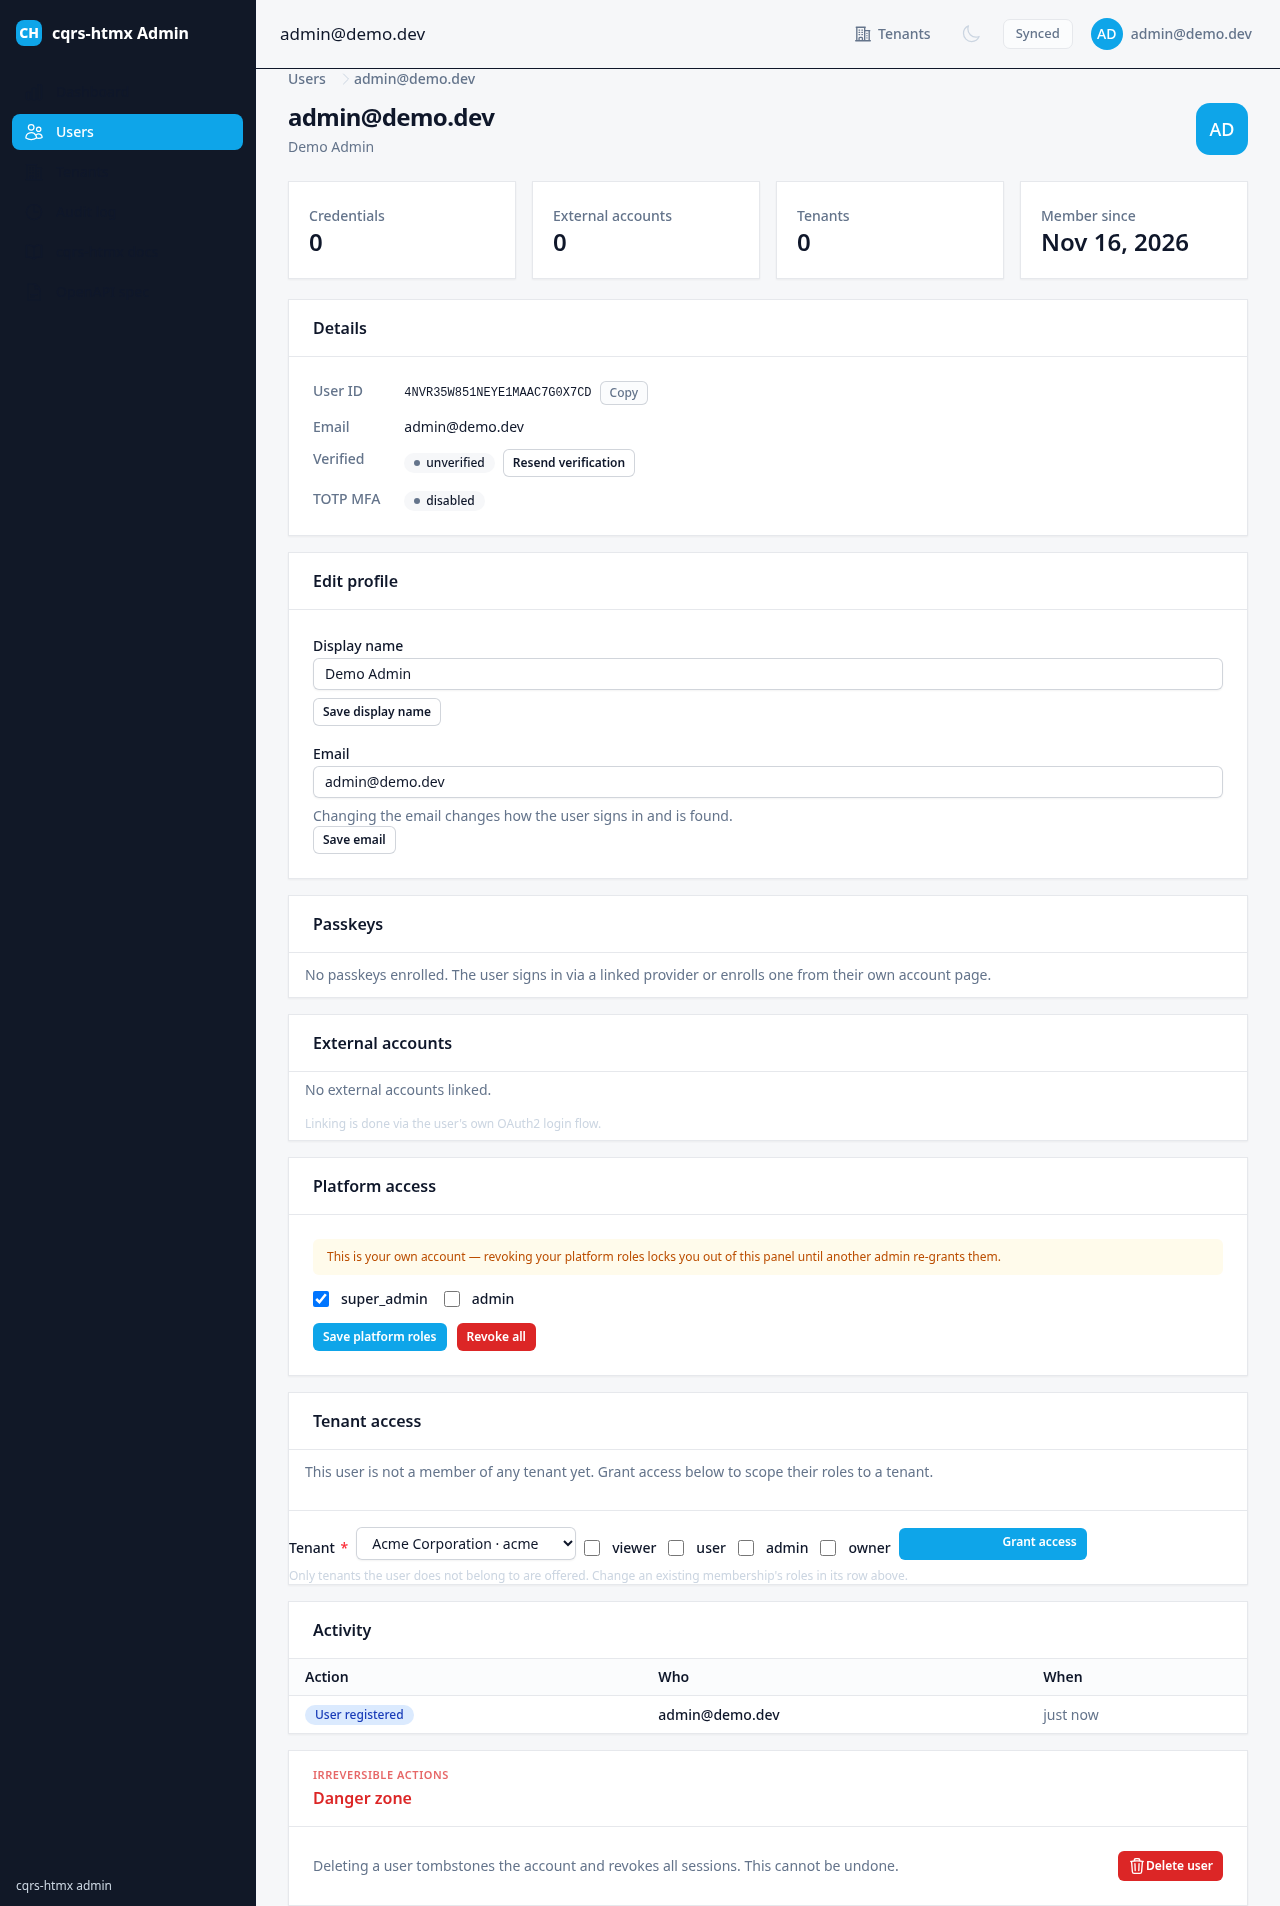 CH cqrs-htmx Admin
admin@demo.dev
Tenants
Synced
AD admin@demo.dev
Users
Users
admin@demo.dev
admin@demo.dev
Demo Admin
AD
Credentials
0
External accounts
0
Tenants
0
Member since
Nov 16, 2026
Details
User ID 4NVR35W851NEYE1MAAC7G0X7CD Copy
Email admin@demo.dev
Verified unverified Resend verification
TOTP MFA disabled
Edit profile
Display name
Demo Admin
Save display name
Email
admin@demo.dev
Changing the email changes how the user signs in and is found.
Save email
Passkeys
No passkeys enrolled. The user signs in via a linked provider or enrolls one from their own account page.
External accounts
No external accounts linked.
Linking is done via the user's own OAuth2 login flow.
Platform access
This is your own account — revoking your platform roles locks you out of this panel until another admin re-grants them.
super_admin admin
Save platform roles Revoke all
Tenant access
This user is not a member of any tenant yet. Grant access below to scope their roles to a tenant.
Tenant * Acme Corporation · acme viewer user admin owner Grant access
Only tenants the user does not belong to are offered. Change an existing membership's roles in its row above.
Activity
Action Who When
User registered admin@demo.dev just now
IRREVERSIBLE ACTIONS
Danger zone
Deleting a user tombstones the account and revokes all sessions. This cannot be undone.
Delete user
cqrs-htmx admin